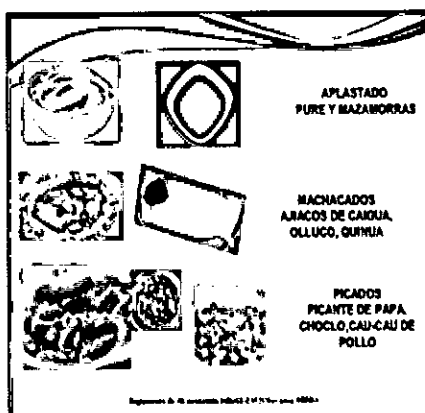 APLASTADO
PURE Y MAZAMORRAS
MACHACADOS
AJIACOS DE CAIGUA,
OLLUCO, QUINUA
PICADOS
PICANTE DE PAPA,
CHOCLO, CAU-CAU DE
POLLO